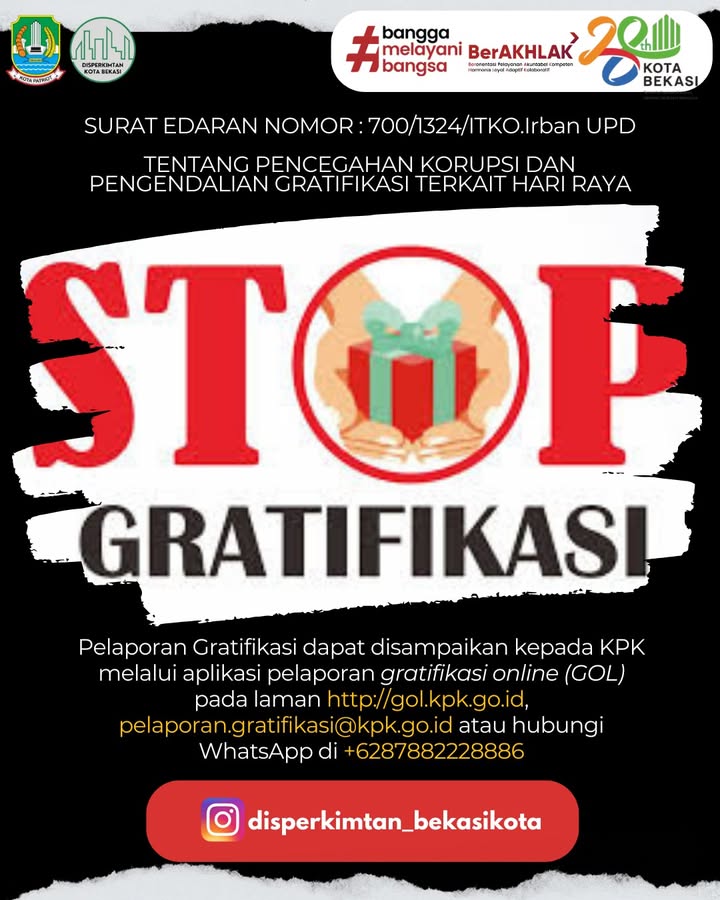 KOTA PATRIOT
DISPERKIMTAN
KOTA BEKASI
#bangga
melayani
bangsa
BerAKHLAK
Berorientasi Pelayanan Akuntabel Kompeten
Harmonis Loyal Adaptif Kolaboratif
28th
KOTA
BEKASI
SURAT EDARAN NOMOR : 700/1324/ITKO.Irban UPD
TENTANG PENCEGAHAN KORUPSI DAN
PENGENDALIAN GRATIFIKASI TERKAIT HARI RAYA
STOP
GRATIFIKASI
Pelaporan Gratifikasi dapat disampaikan kepada KPK
melalui aplikasi pelaporan gratifikasi online (GOL)
pada laman http://gol.kpk.go.id,
pelaporan.gratifikasi@kpk.go.id atau hubungi
WhatsApp di +6287882228886
disperkimtan_bekasikota